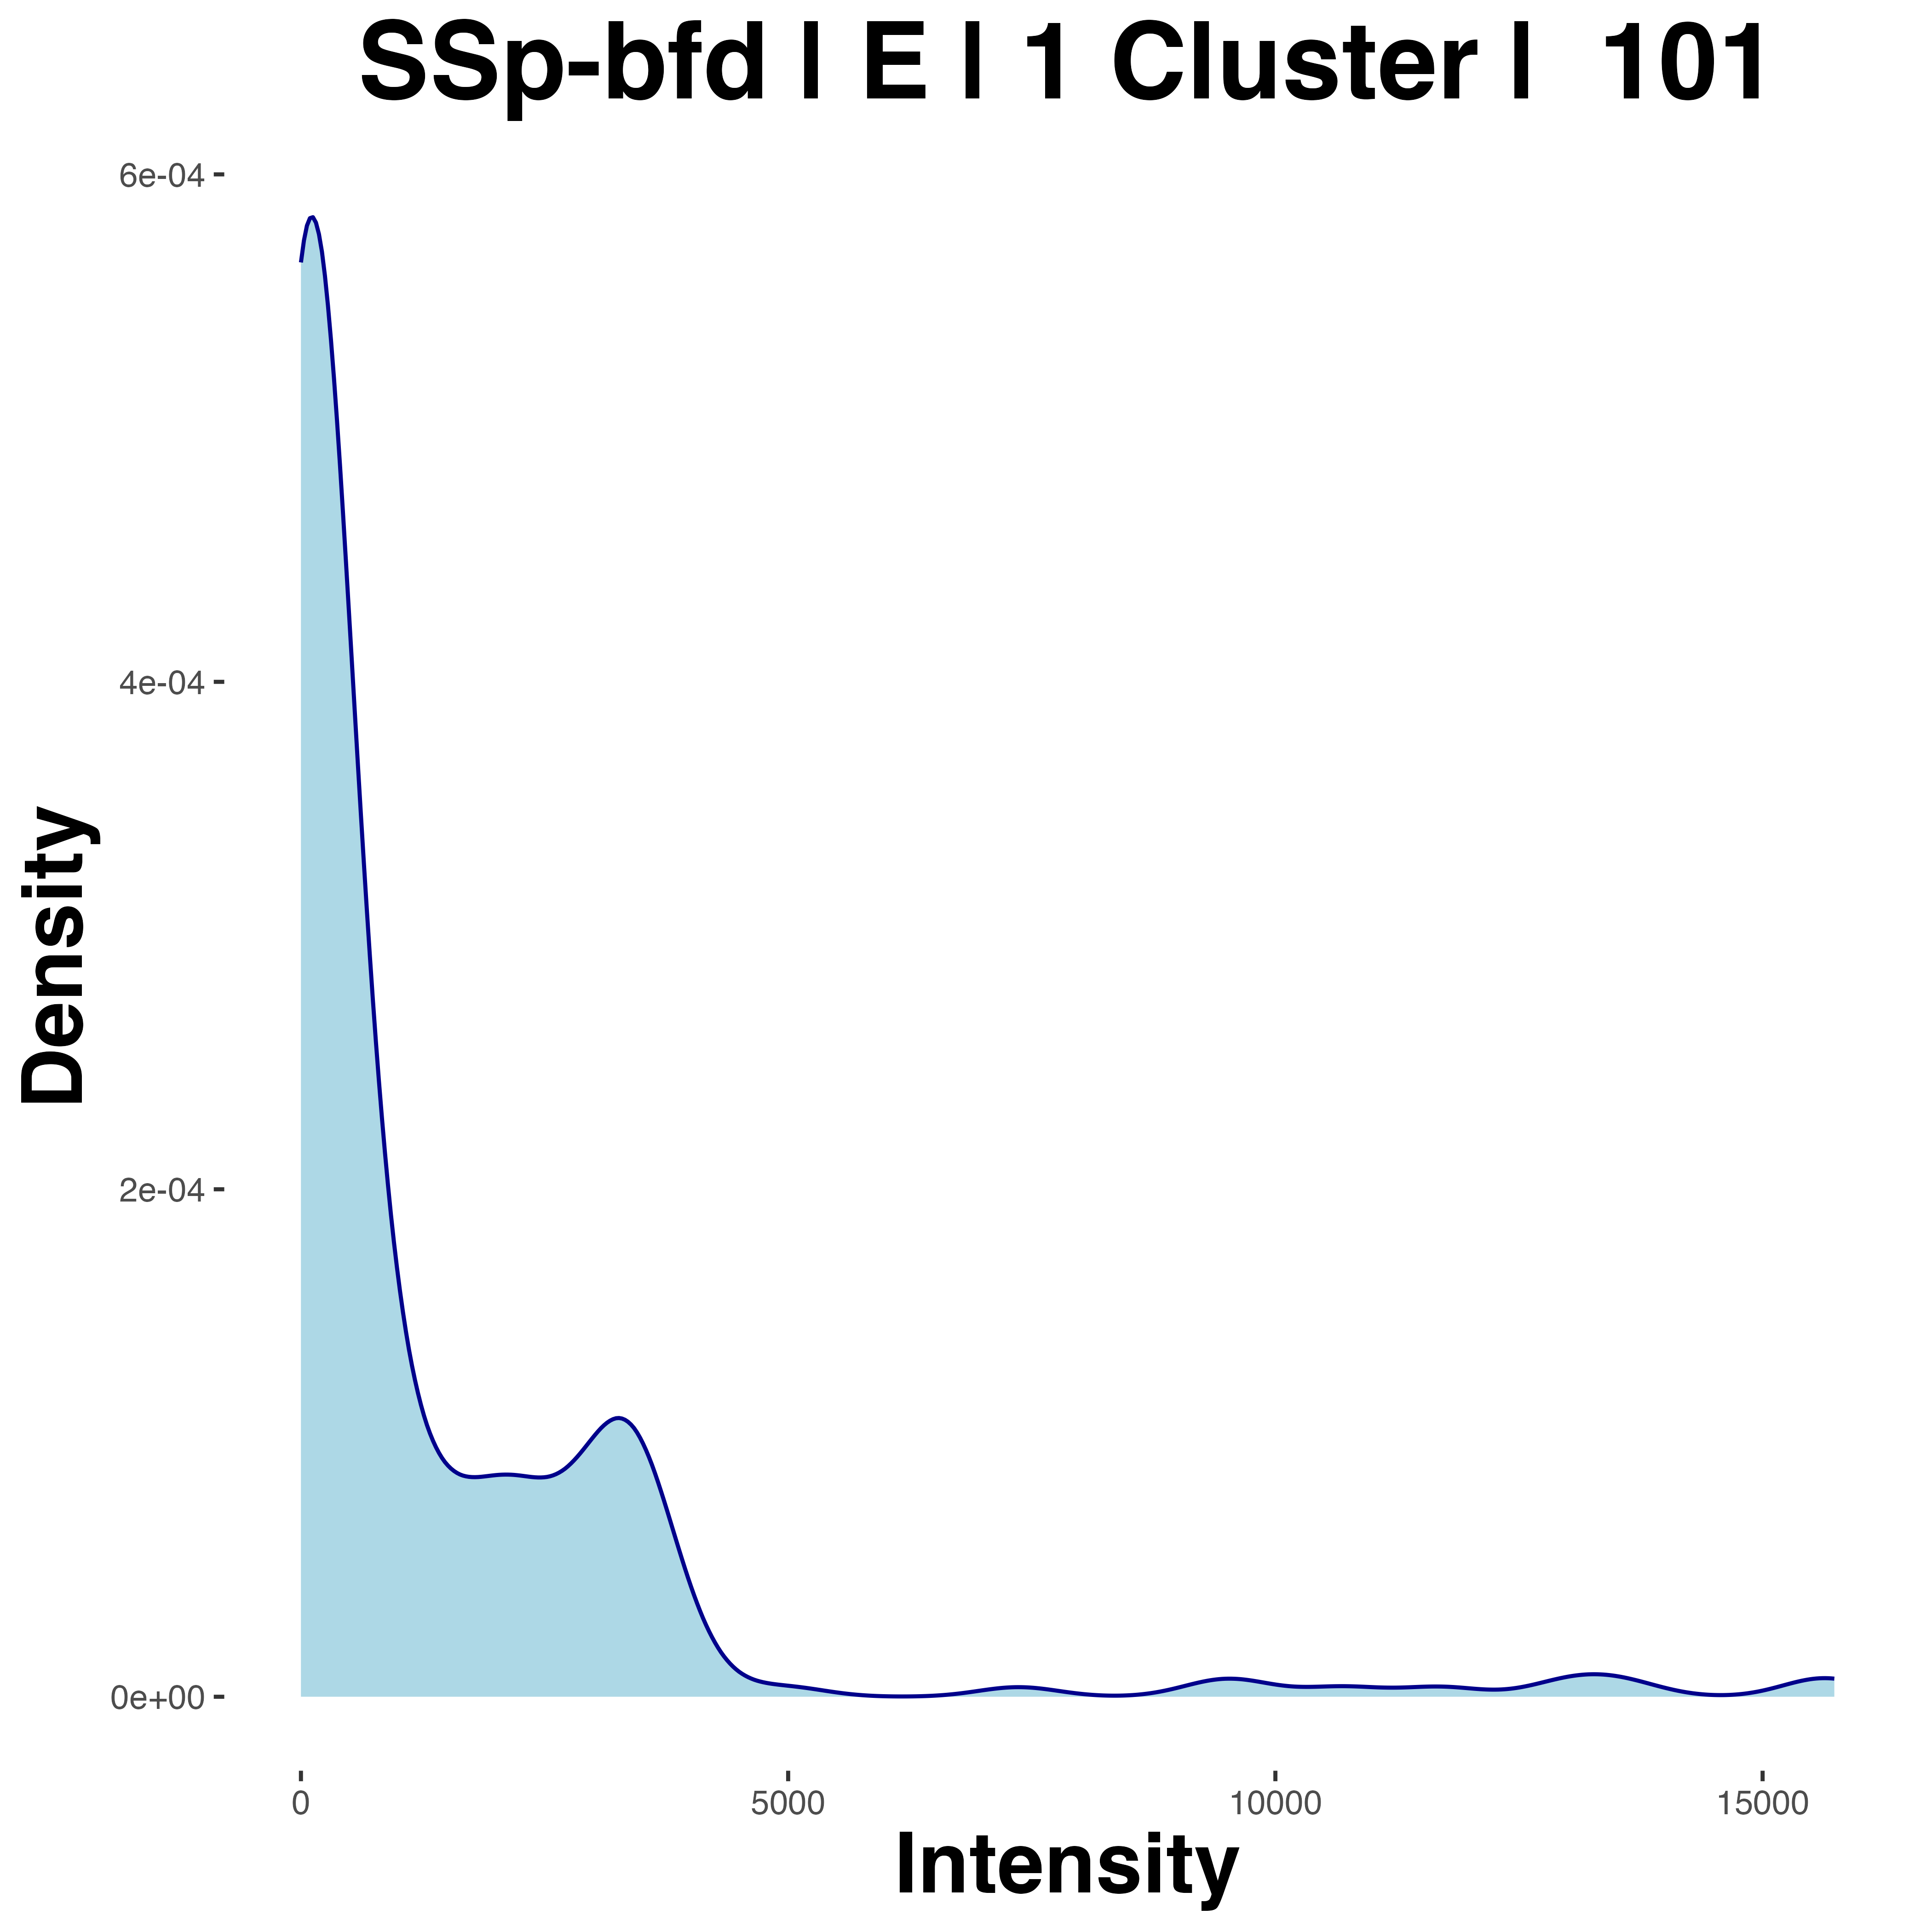 SSp-bfd | E | 1 Cluster |  101
6e-04
4e-04
2e-04
0e+00
Density
0 5000 10000 15000
Intensity